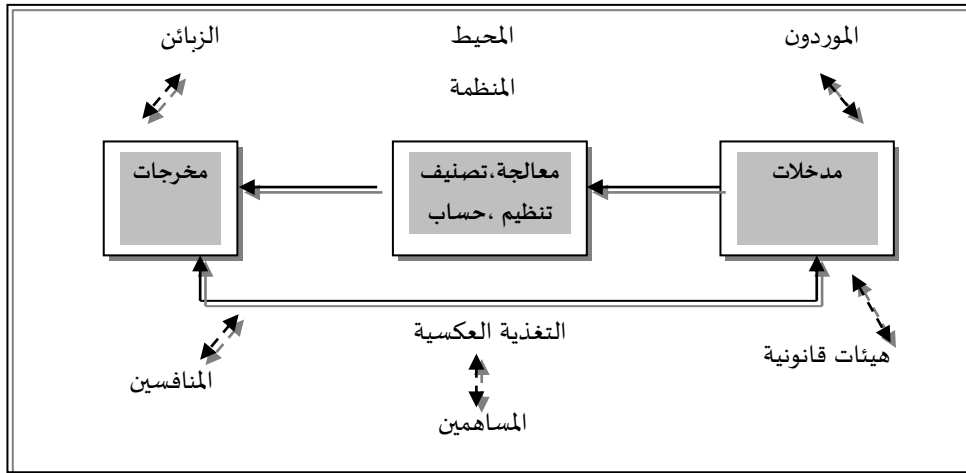 الموردون
المحيط
الزبائن
المنظمة
مدخلات
معالجة،تصنيف
تنظيم ،حساب
مخرجات
التغذية العكسية
هيئات قانونية
المنافسين
المساهمين